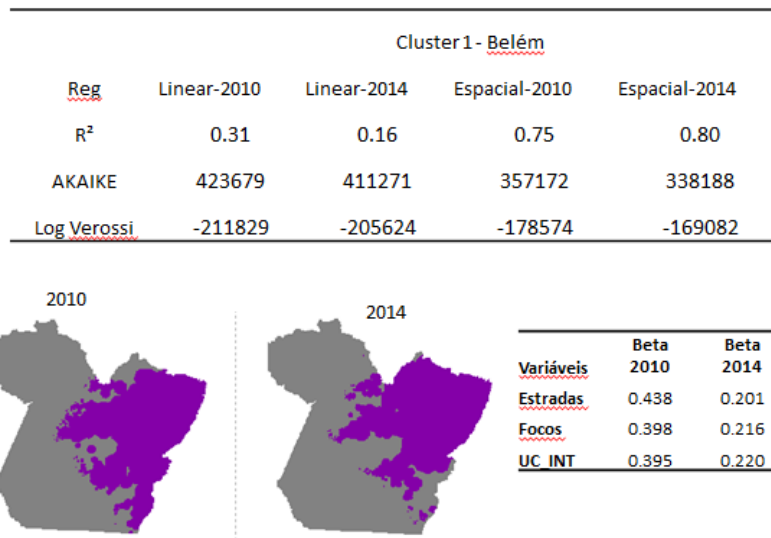 Cluster 1 - Belém
Reg Linear-2010 Linear-2014 Espacial-2010 Espacial-2014
R² 0.31 0.16 0.75 0.80
AKAIKE 423679 411271 357172 338188
Log Verossi -211829 -205624 -178574 -169082
2010
2014
Variáveis Beta 2010 Beta 2014
Estradas 0.438 0.201
Focos 0.398 0.216
UC_INT 0.395 0.220